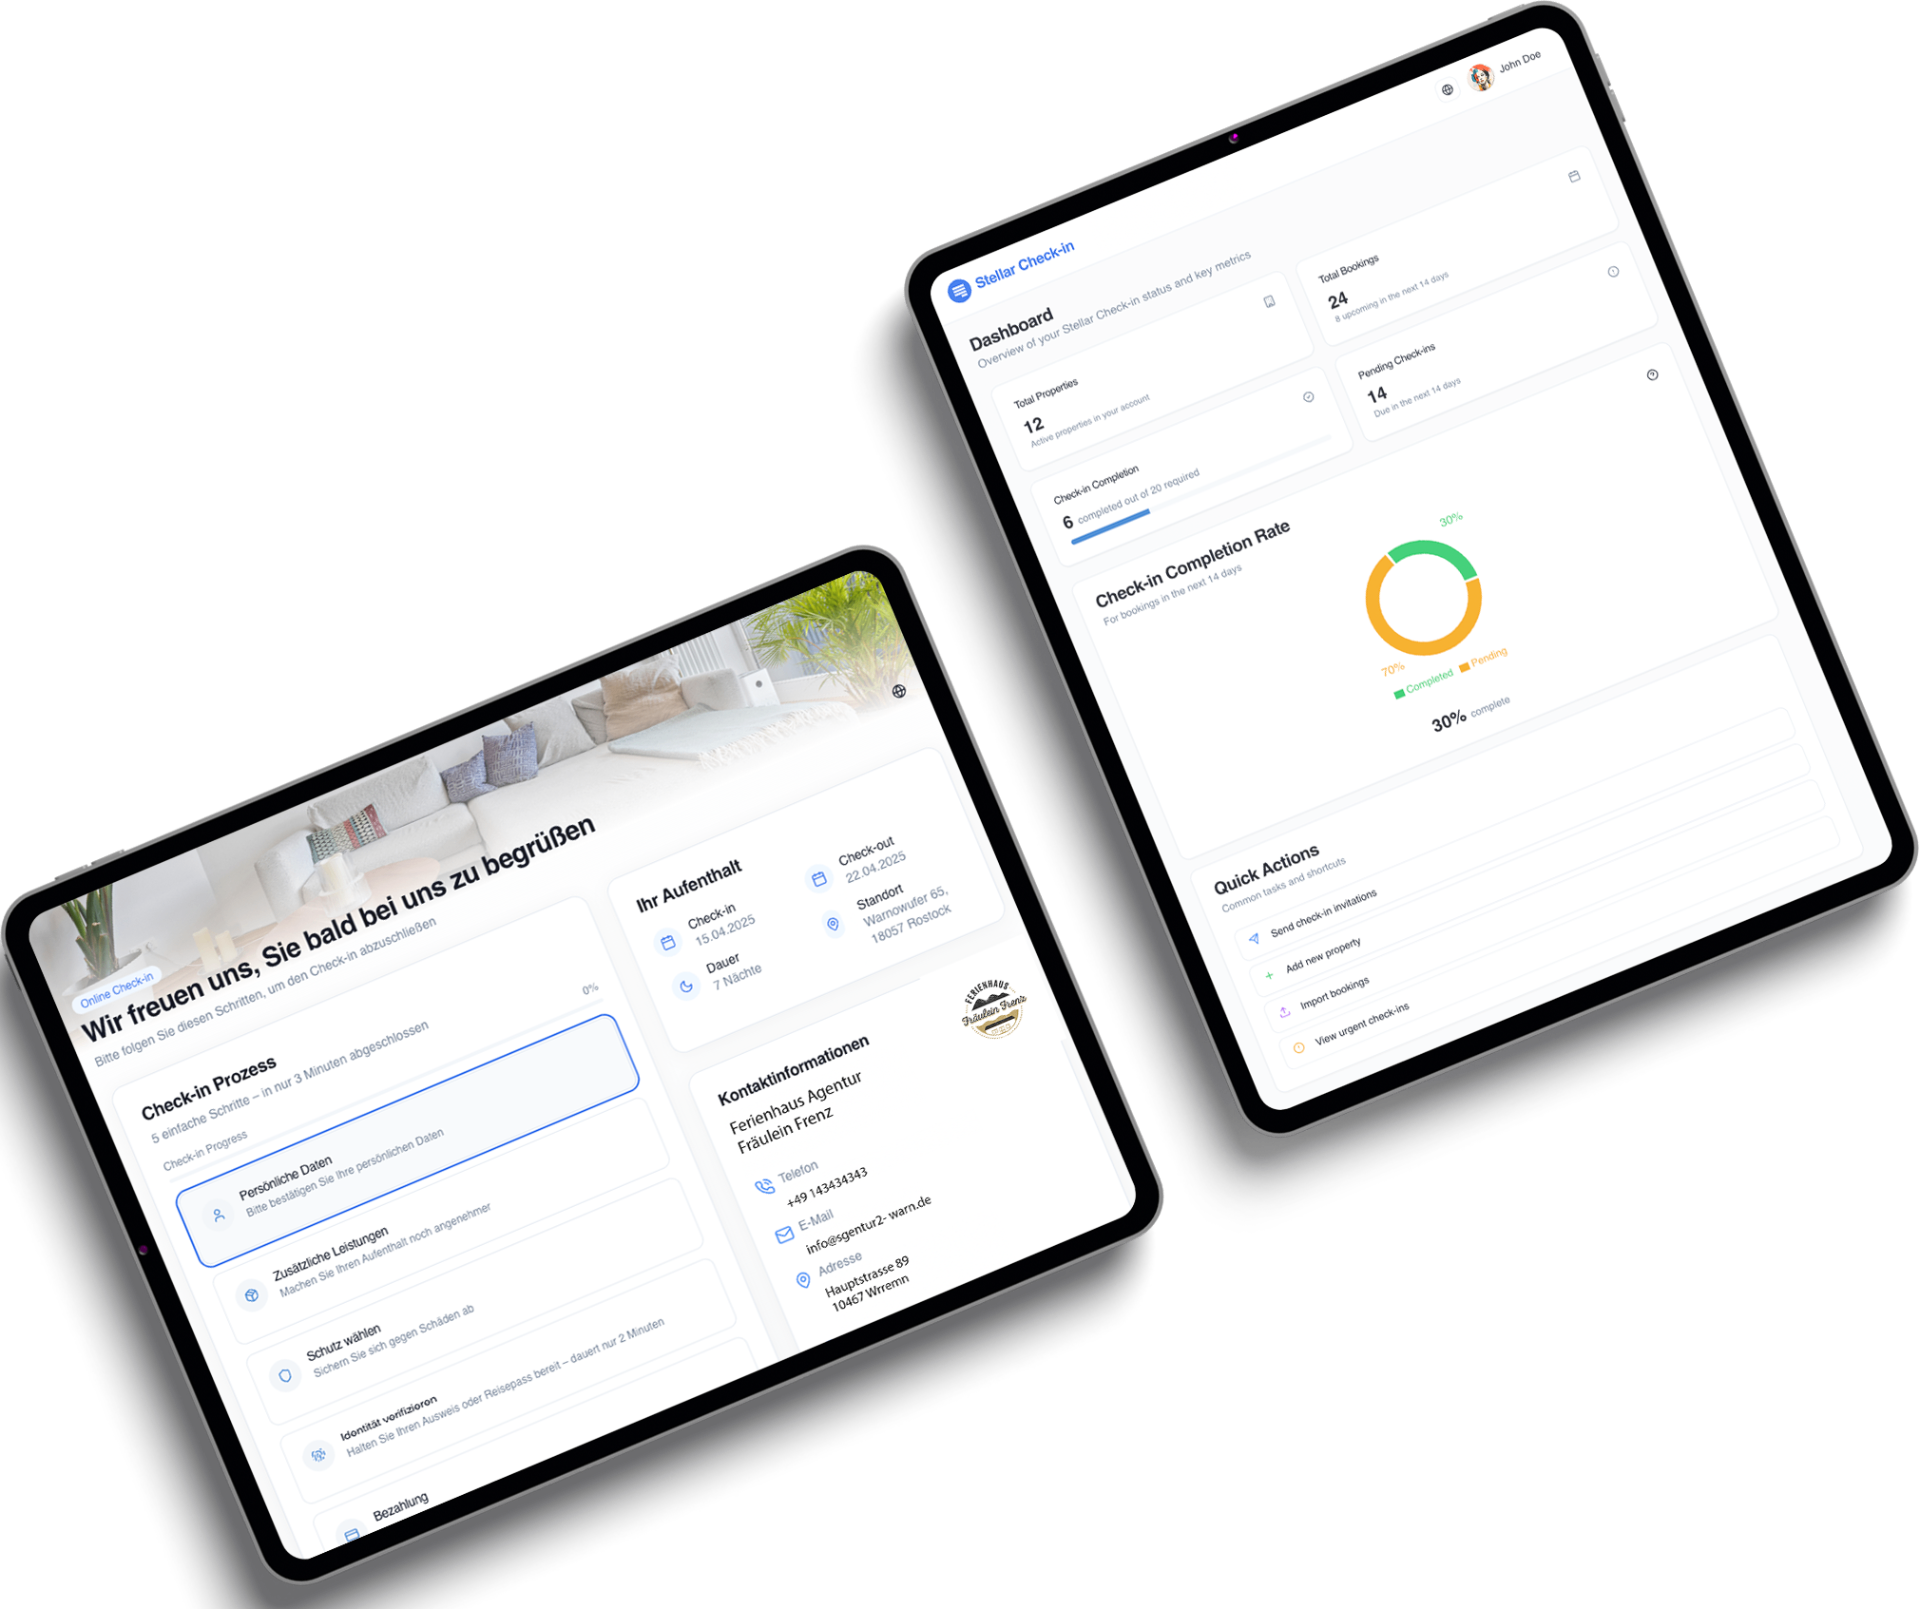 Online Check-in
Wir freuen uns, Sie bald bei uns zu begrüßen
Bitte folgen Sie diesen Schritten, um den Check-in abzuschließen
Check-in Prozess
5 einfache Schritte – in nur 3 Minuten abgeschlossen
Check-in Progress
0%
Persönliche Daten
Bitte bestätigen Sie Ihre persönlichen Daten
Zusätzliche Leistungen
Machen Sie Ihren Aufenthalt noch angenehmer
Schutz wählen
Sichern Sie sich gegen Schäden ab
Identität verifizieren
Halten Sie Ihren Ausweis oder Reisepass bereit – dauert nur 2 Minuten
Bezahlung
Ihr Aufenthalt
Check-in
15.04.2025
Check-out
22.04.2025
Dauer
7 Nächte
Standort
Warnowufer 65,
18057 Rostock
FERIENHAUS
Fräulein Frenz
Kontaktinformationen
Ferienhaus Agentur
Fräulein Frenz
Telefon
+49 143434343
E-Mail
info@sgentur2- warn.de
Adresse
Hauptstrasse 89
10467 Wrremn
John Doe
Stellar Check-in
Dashboard
Overview of your Stellar Check-in status and key metrics
Total Properties
12
Active properties in your account
Total Bookings
24
8 upcoming in the next 14 days
Check-in Completion
6 completed out of 20 required
Pending Check-ins
14
Due in the next 14 days
Check-in Completion Rate
For bookings in the next 14 days
30%
70%
Completed
Pending
30% complete
Quick Actions
Common tasks and shortcuts
Send check-in invitations
Add new property
Import bookings
View urgent check-ins